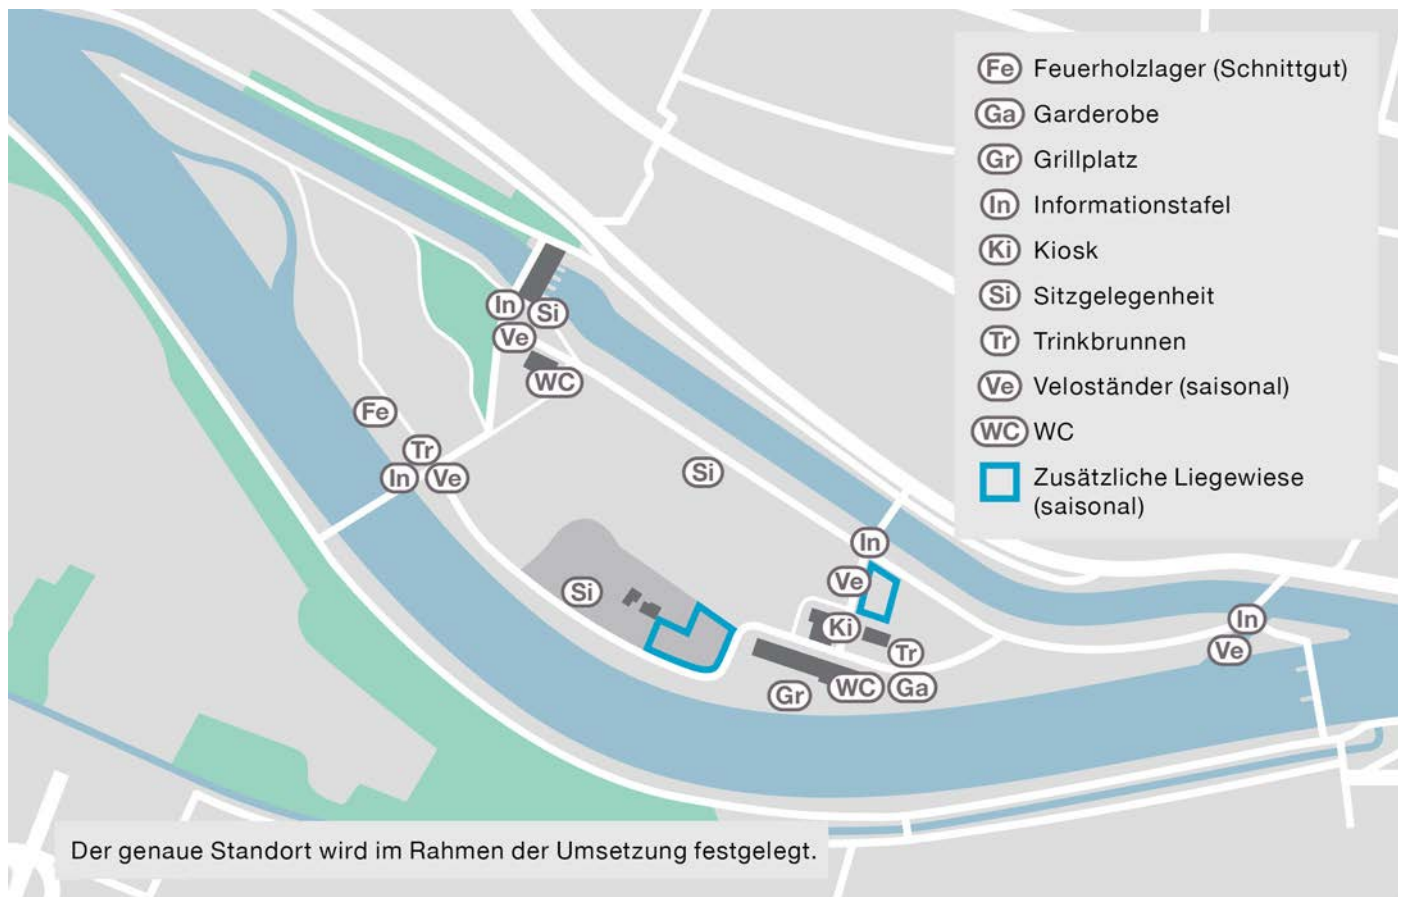 Fe Feuerholzlager (Schnittgut)
Ga Garderobe
Gr Grillplatz
In Informationstafel
Ki Kiosk
Si Sitzgelegenheit
Tr Trinkbrunnen
Ve Veloständer (saisonal)
WC WC
Zusätzliche Liegewiese
(saisonal)
In
Si
Ve
WC
Fe
Tr
In Ve
Si
In
Ve
Si
Ki
In
Tr
Ve
WC Ga
Gr
Der genaue Standort wird im Rahmen der Umsetzung festgelegt.